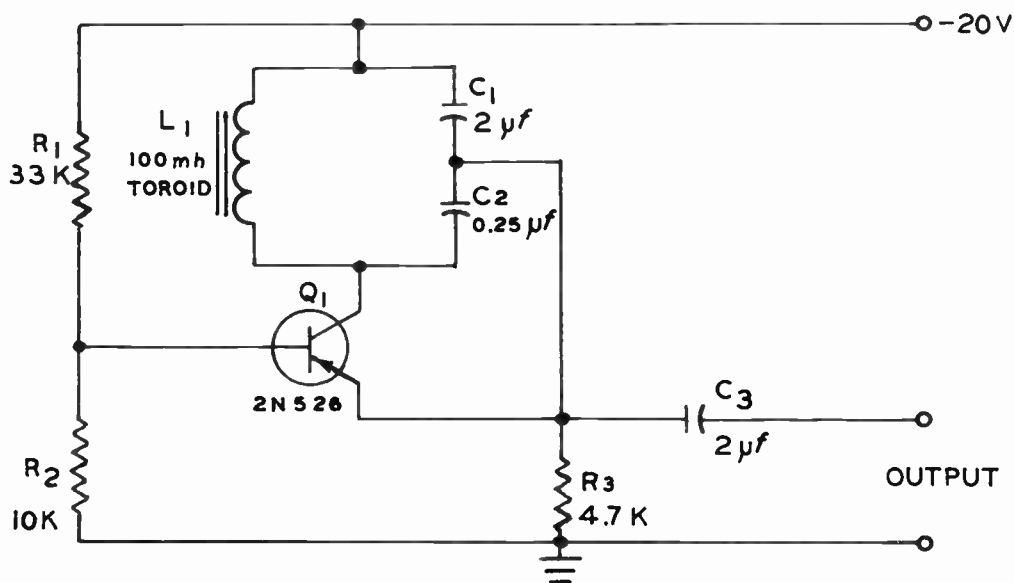 -20V
C1
2 µf
L1
100mh
TOROID
R1
33K
C2
0.25 µf
Q1
2N526
C3
2 µf
R2
10K
R3
4.7 K
OUTPUT